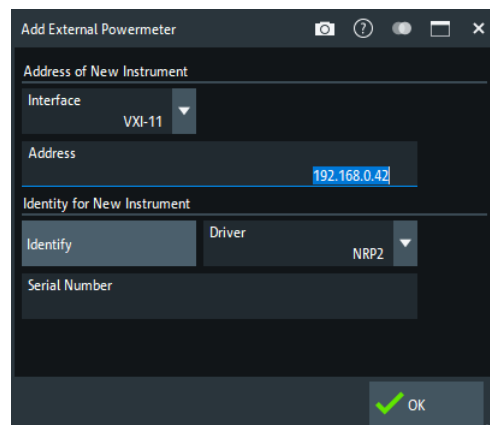 Add External Powermeter
Address of New Instrument
Interface
VXI-11
Address
192.168.0.42
Identity for New Instrument
Identify
Driver
NRP2
Serial Number
OK